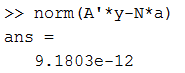 >> norm(A'*y-N*a)
ans =
9.1803e-12